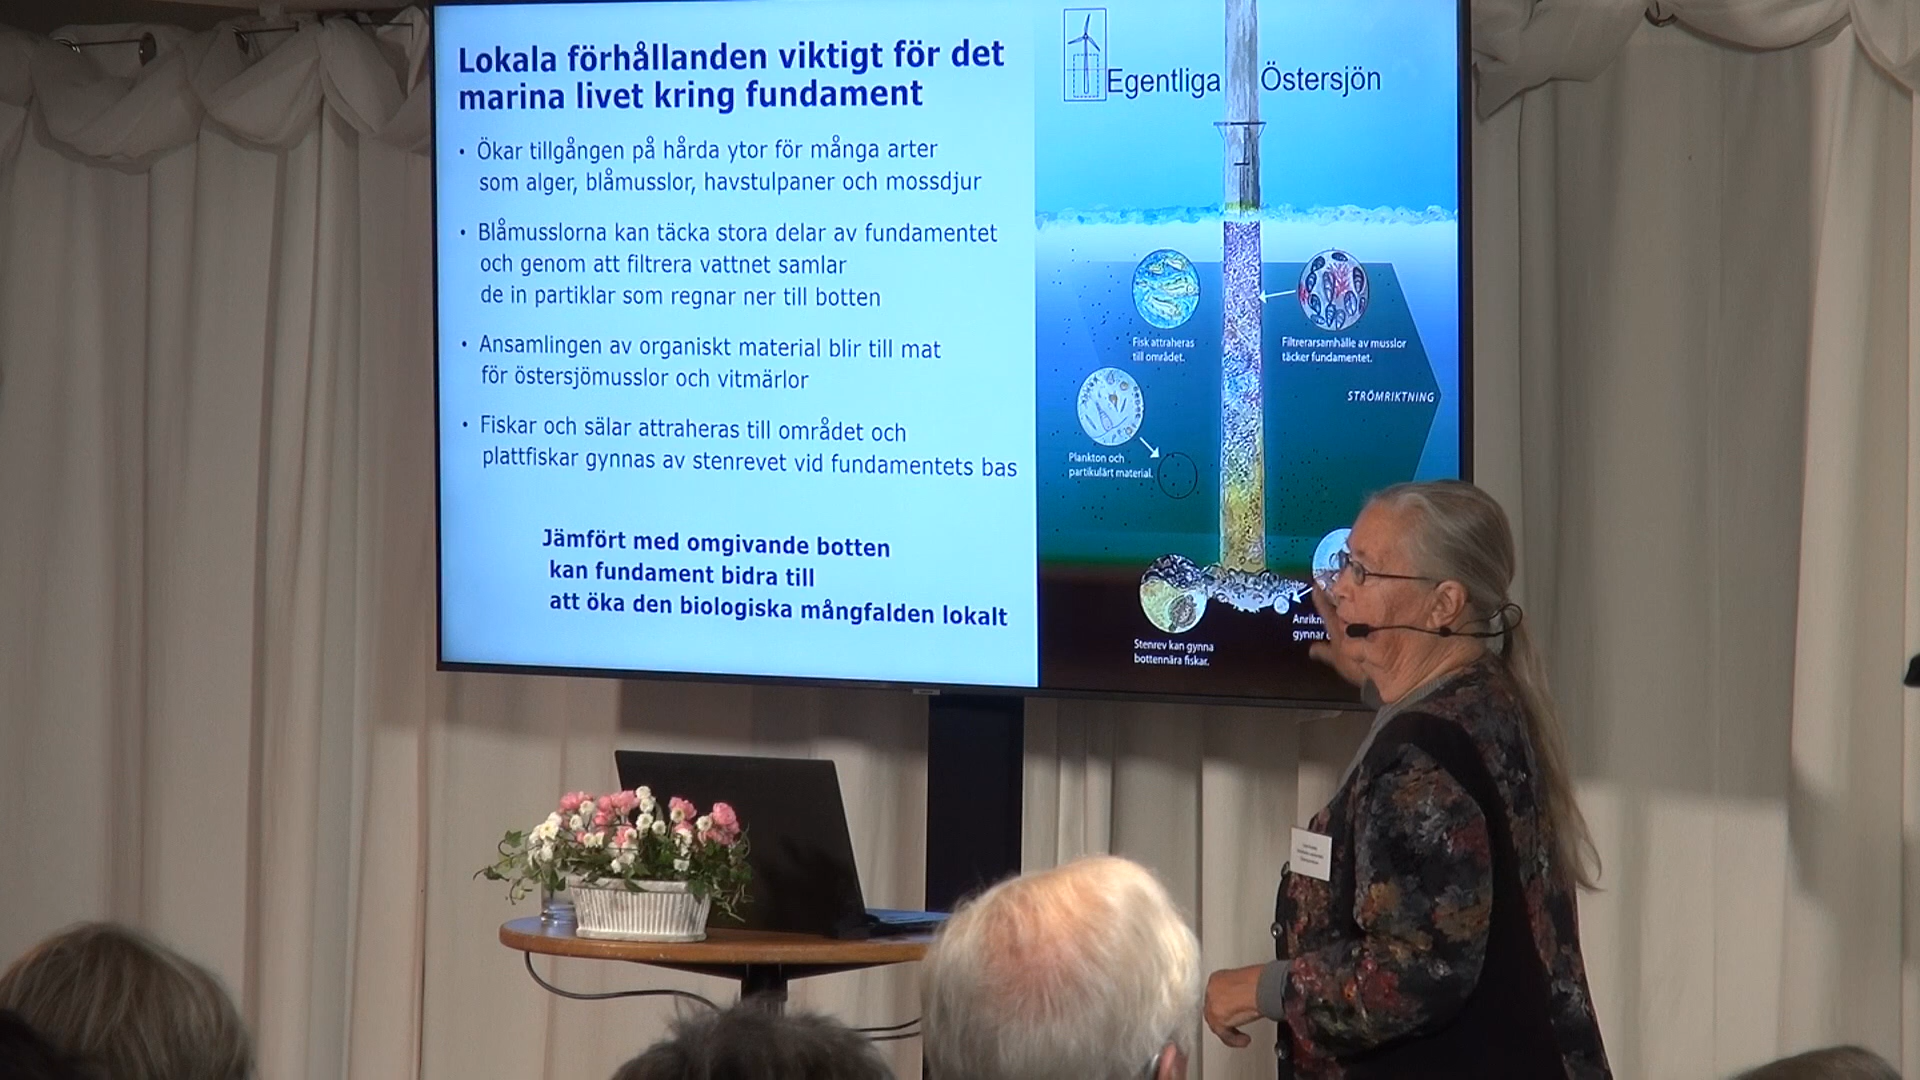 Lokala förhållanden viktigt för det
marina livet kring fundament
• Ökar tillgången på hårda ytor för många arter
som alger, blåmusslor, havstulpaner och mossdjur
• Blåmusslorna kan täcka stora delar av fundamentet
och genom att filtrera vattnet samlar
de in partiklar som regnar ner till botten
• Ansamlingen av organiskt material blir till mat
för östersjömusslor och vitmärlor
• Fiskar och sälar attraheras till området och
plattfiskar gynnas av stenrevet vid fundamentets bas
Jämfört med omgivande botten
kan fundament bidra till
att öka den biologiska mångfalden lokalt
Egentliga Östersjön
Fisk attraheras
till området.
Filtrerarsamhälle av musslor
täcker fundamentet.
STRÖMRIKTNING
Plankton och
partikulärt material.
Stenrev kan gynna
bottennära fiskar.
gynnar